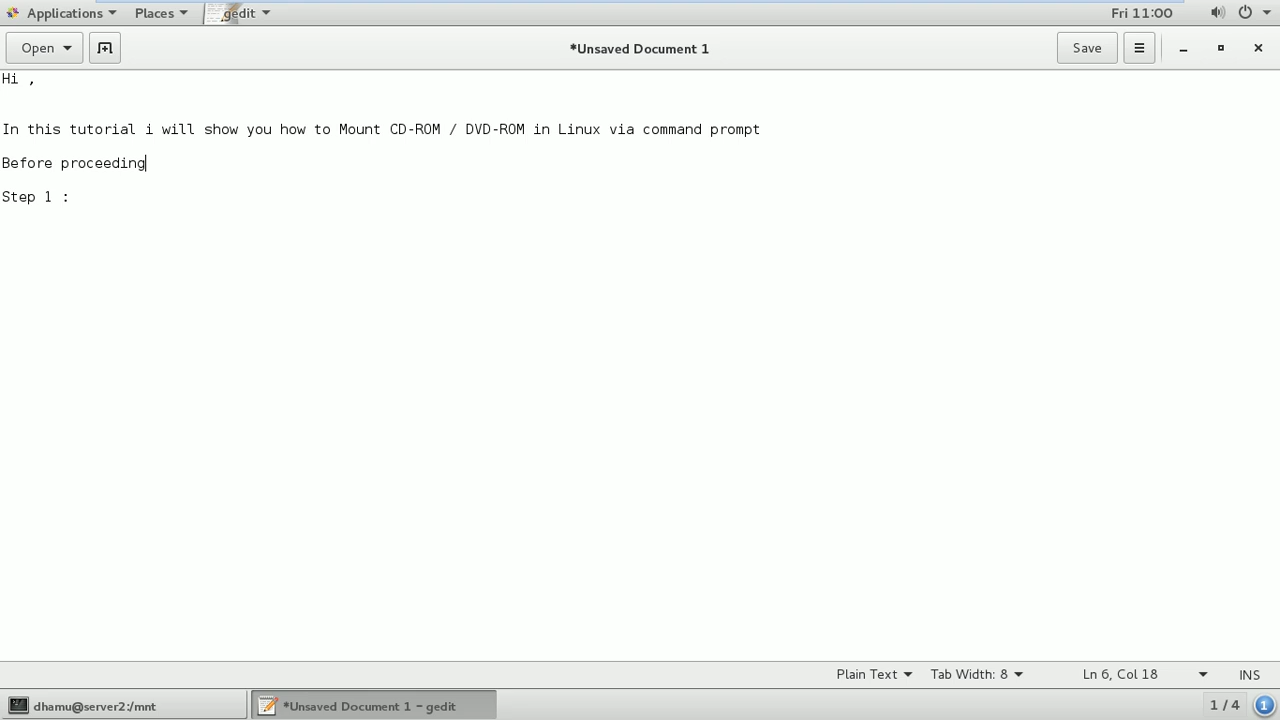 Applications Places gedit Fri 11:00
Open *Unsaved Document 1 Save
Hi ,
In this tutorial i will show you how to Mount CD-ROM / DVD-ROM in Linux via command prompt
Before proceeding
Step 1 :
Plain Text Tab Width: 8 Ln 6, Col 18 INS
dhamu@server2:/mnt *Unsaved Document 1 - gedit 1 / 4 1